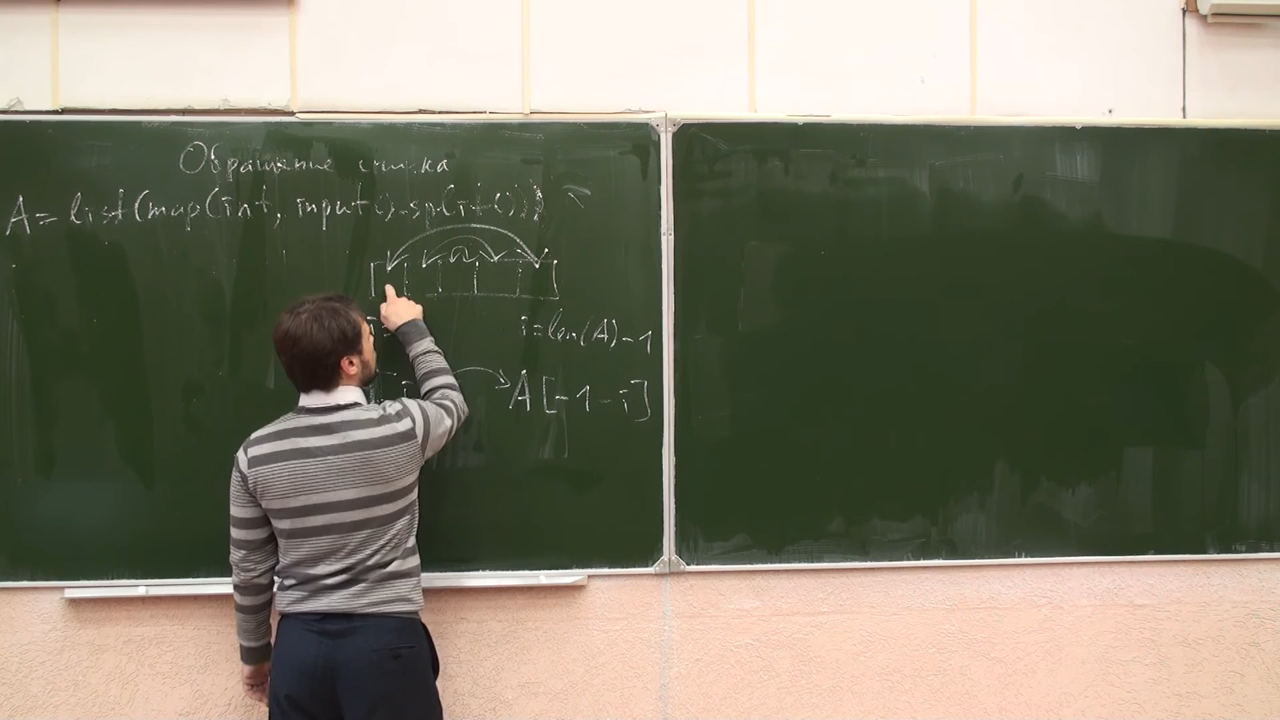 Обращение списка
A = list(map(int, input().split()))
i=len(A)-1
i
A[-1-i]